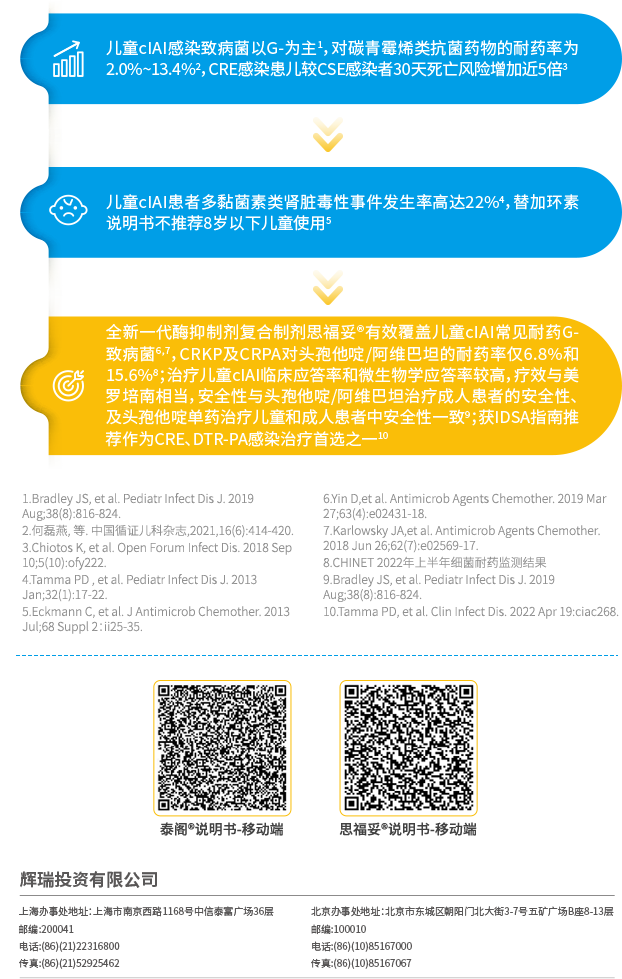 儿童cIAI感染致病菌以G-为主¹，对碳青霉烯类抗菌药物的耐药率为
2.0%~13.4%²，CRE感染患儿较CSE感染者30天死亡风险增加近5倍³
儿童cIAI患者多黏菌素类肾脏毒性事件发生率高达22%⁴，替加环素
说明书不推荐8岁以下儿童使用⁵
全新一代酶抑制剂复合制剂思福妥®有效覆盖儿童cIAI常见耐药G-
致病菌⁶,⁷，CRKP及CRPA对头孢他啶/阿维巴坦的耐药率仅6.8%和
15.6%⁸；治疗儿童cIAI临床应答率和微生物学应答率较高，疗效与美
罗培南相当，安全性与头孢他啶/阿维巴坦治疗成人患者的安全性、
及头孢他啶单药治疗儿童和成人患者中安全性一致⁹；获IDSA指南推
荐作为CRE、DTR-PA感染治疗首选之一¹⁰
1.Bradley JS, et al. Pediatr Infect Dis J. 2019
Aug;38(8):816-824.
2.何磊燕, 等. 中国循证儿科杂志,2021,16(6):414-420.
3.Chiotos K, et al. Open Forum Infect Dis. 2018 Sep
10;5(10):ofy222.
4.Tamma PD , et al. Pediatr Infect Dis J. 2013
Jan;32(1):17-22.
5.Eckmann C, et al. J Antimicrob Chemother. 2013
Jul;68 Suppl 2：ii25-35.
6.Yin D,et al. Antimicrob Agents Chemother. 2019 Mar
27;63(4):e02431-18.
7.Karlowsky JA,et al. Antimicrob Agents Chemother.
2018 Jun 26;62(7):e02569-17.
8.CHINET 2022年上半年细菌耐药监测结果
9.Bradley JS, et al. Pediatr Infect Dis J. 2019
Aug;38(8):816-824.
10.Tamma PD, et al. Clin Infect Dis. 2022 Apr 19:ciac268.
泰阁®说明书-移动端
思福妥®说明书-移动端
辉瑞投资有限公司
上海办事处地址：上海市南京西路1168号中信泰富广场36层
邮编:200041
电话:(86)(21)22316800
传真:(86)(21)52925462
北京办事处地址：北京市东城区朝阳门北大街3-7号五矿广场B座8-13层
邮编:100010
电话:(86)(10)85167000
传真:(86)(10)85167067